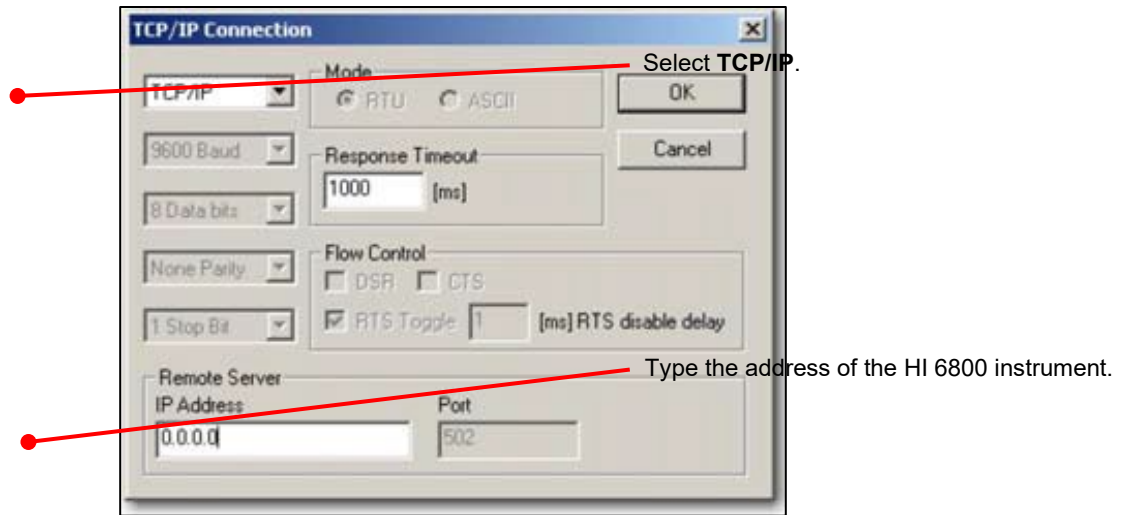 TCP/IP Connection
Select TCP/IP.
TCP/IP
Mode
RTU ASCII
OK
9600 Baud
Response Timeout
Cancel
1000 [ms]
8 Data bits
None Parity
Flow Control
DSR CTS
1 Stop Bit
RTS Toggle 1 [ms] RTS disable delay
Type the address of the HI 6800 instrument.
Remote Server
IP Address Port
0.0.0.0 502